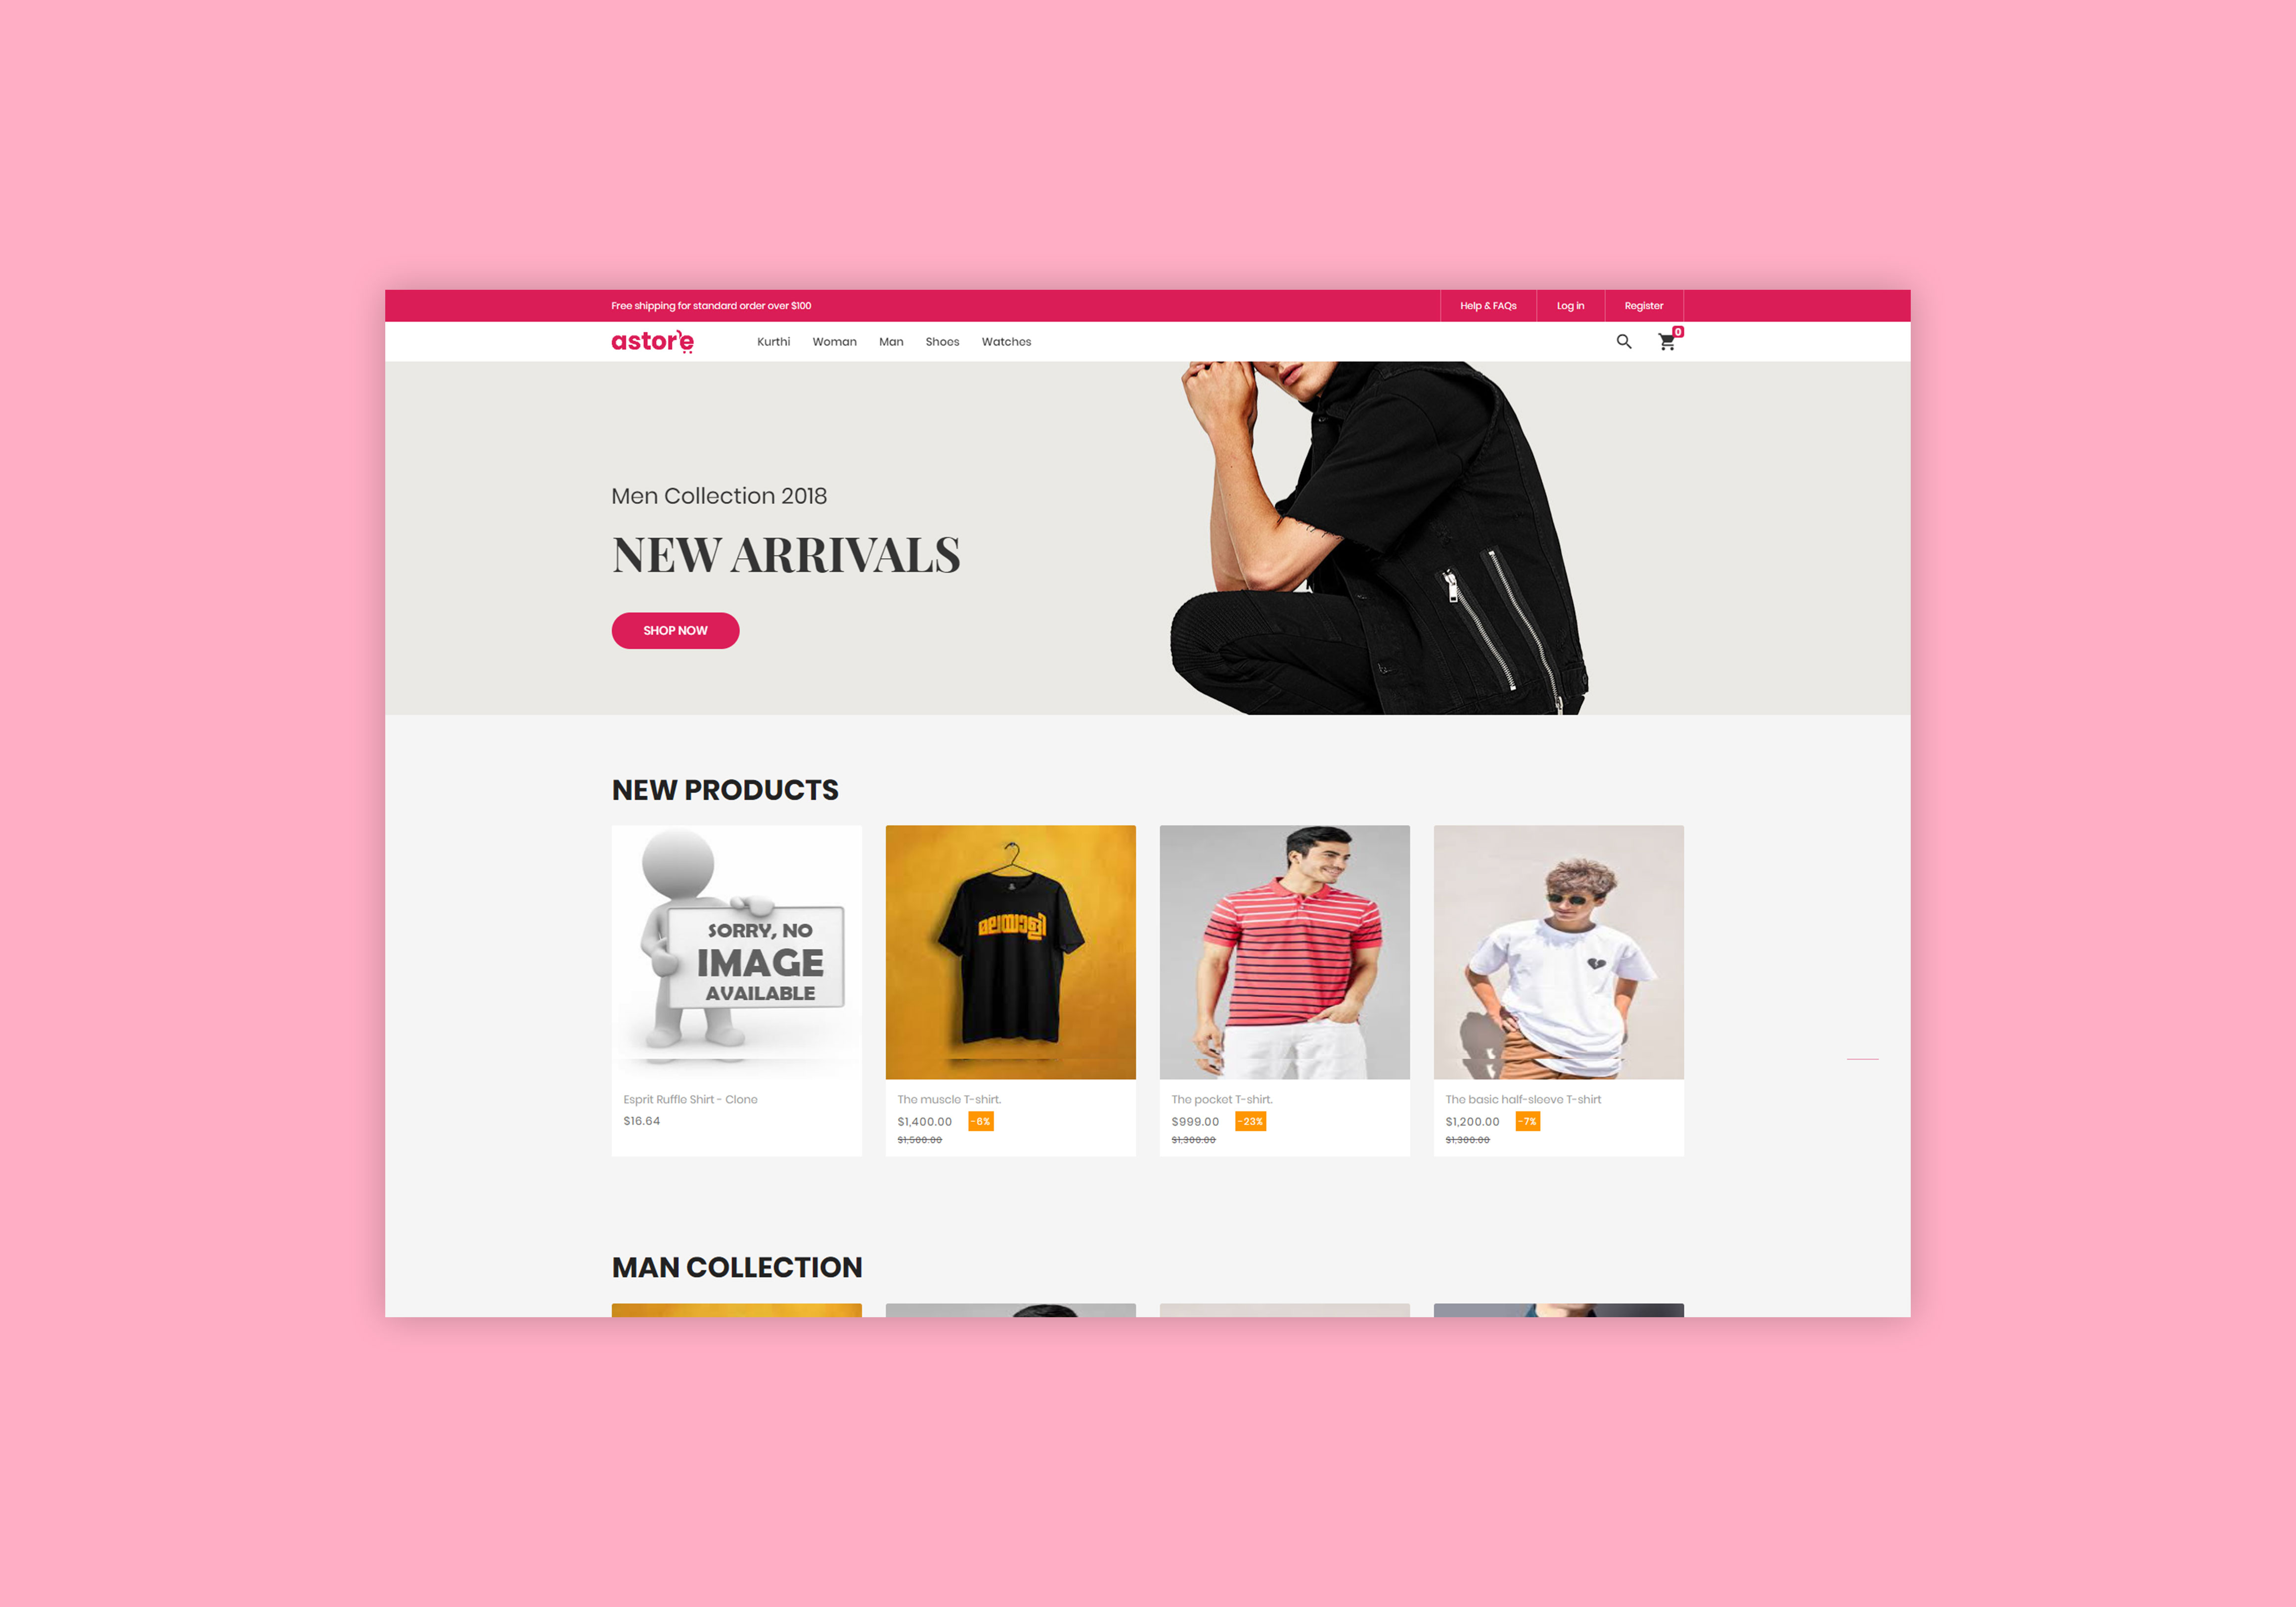 Free shipping for standard order over $100
Help & FAQs
Log in
Register
astore
Kurthi
Woman
Man
Shoes
Watches
0
Men Collection 2018
NEW ARRIVALS
SHOP NOW
NEW PRODUCTS
SORRY, NO
IMAGE
AVAILABLE
മലയാളി
Esprit Ruffle Shirt - Clone
$16.64
The muscle T-shirt.
$1,400.00 -6%
$1,500.00
The pocket T-shirt.
$999.00 -23%
$1,300.00
The basic half-sleeve T-shirt
$1,200.00 -7%
$1,300.00
MAN COLLECTION